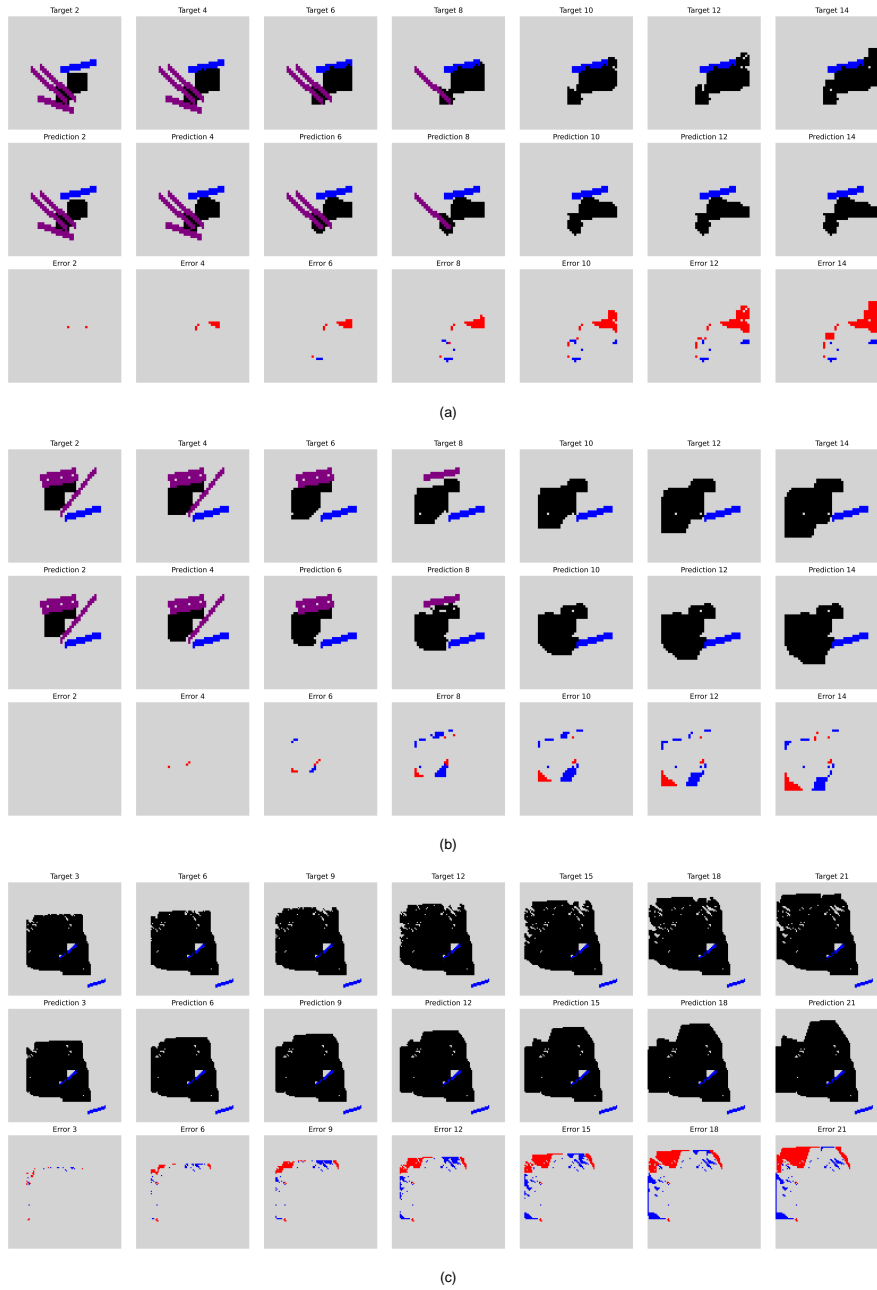 Target 2 Target 4 Target 6 Target 8 Target 10 Target 12 Target 14
Prediction 2 Prediction 4 Prediction 6 Prediction 8 Prediction 10 Prediction 12 Prediction 14
Error 2 Error 4 Error 6 Error 8 Error 10 Error 12 Error 14
(a)
Target 2 Target 4 Target 6 Target 8 Target 10 Target 12 Target 14
Prediction 2 Prediction 4 Prediction 6 Prediction 8 Prediction 10 Prediction 12 Prediction 14
Error 2 Error 4 Error 6 Error 8 Error 10 Error 12 Error 14
(b)
Target 3 Target 6 Target 9 Target 12 Target 15 Target 18 Target 21
Prediction 3 Prediction 6 Prediction 9 Prediction 12 Prediction 15 Prediction 18 Prediction 21
Error 3 Error 6 Error 9 Error 12 Error 15 Error 18 Error 21
(c)